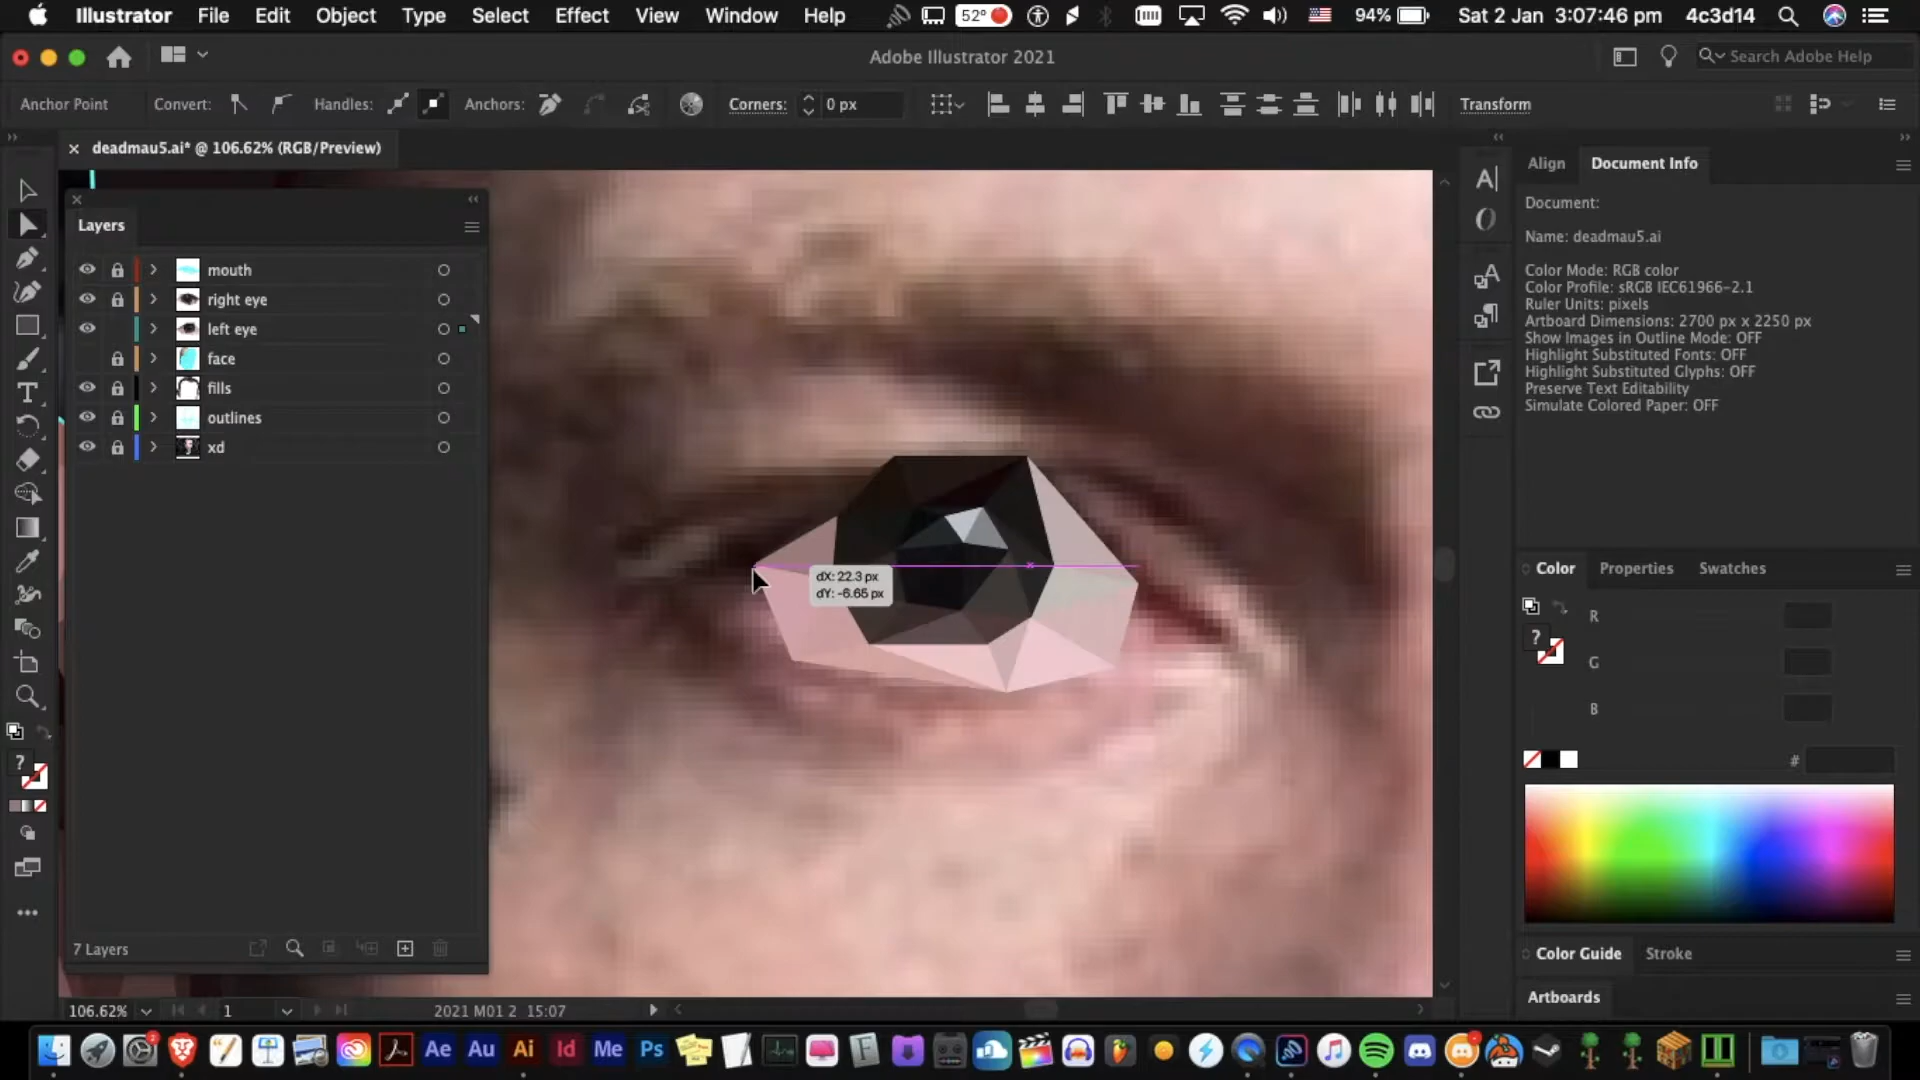 Illustrator File Edit Object Type Select Effect View Window Help 52° 94% Sat 2 Jan 3:07:46 pm 4c3d14
Adobe Illustrator 2021
Search Adobe Help
Anchor Point Convert: Handles: Anchors: Corners: 0 px Transform
deadmau5.ai* @ 106.62% (RGB/Preview)
Layers
mouth
right eye
left eye
face
fills
outlines
xd
7 Layers
dX: 22.3 px
dY: -6.65 px
Align Document Info
Document:
Name: deadmau5.ai
Color Mode: RGB color
Color Profile: sRGB IEC61966-2.1
Ruler Units: pixels
Artboard Dimensions: 2700 px x 2250 px
Show Images in Outline Mode: OFF
Highlight Substituted Fonts: OFF
Highlight Substituted Glyphs: OFF
Preserve Text Editability
Simulate Colored Paper: OFF
Color Properties Swatches
R
G
B
#
Color Guide Stroke
Artboards
106.62% 1 2021 M01 2 15:07
Ae Au Ai Id Me Ps